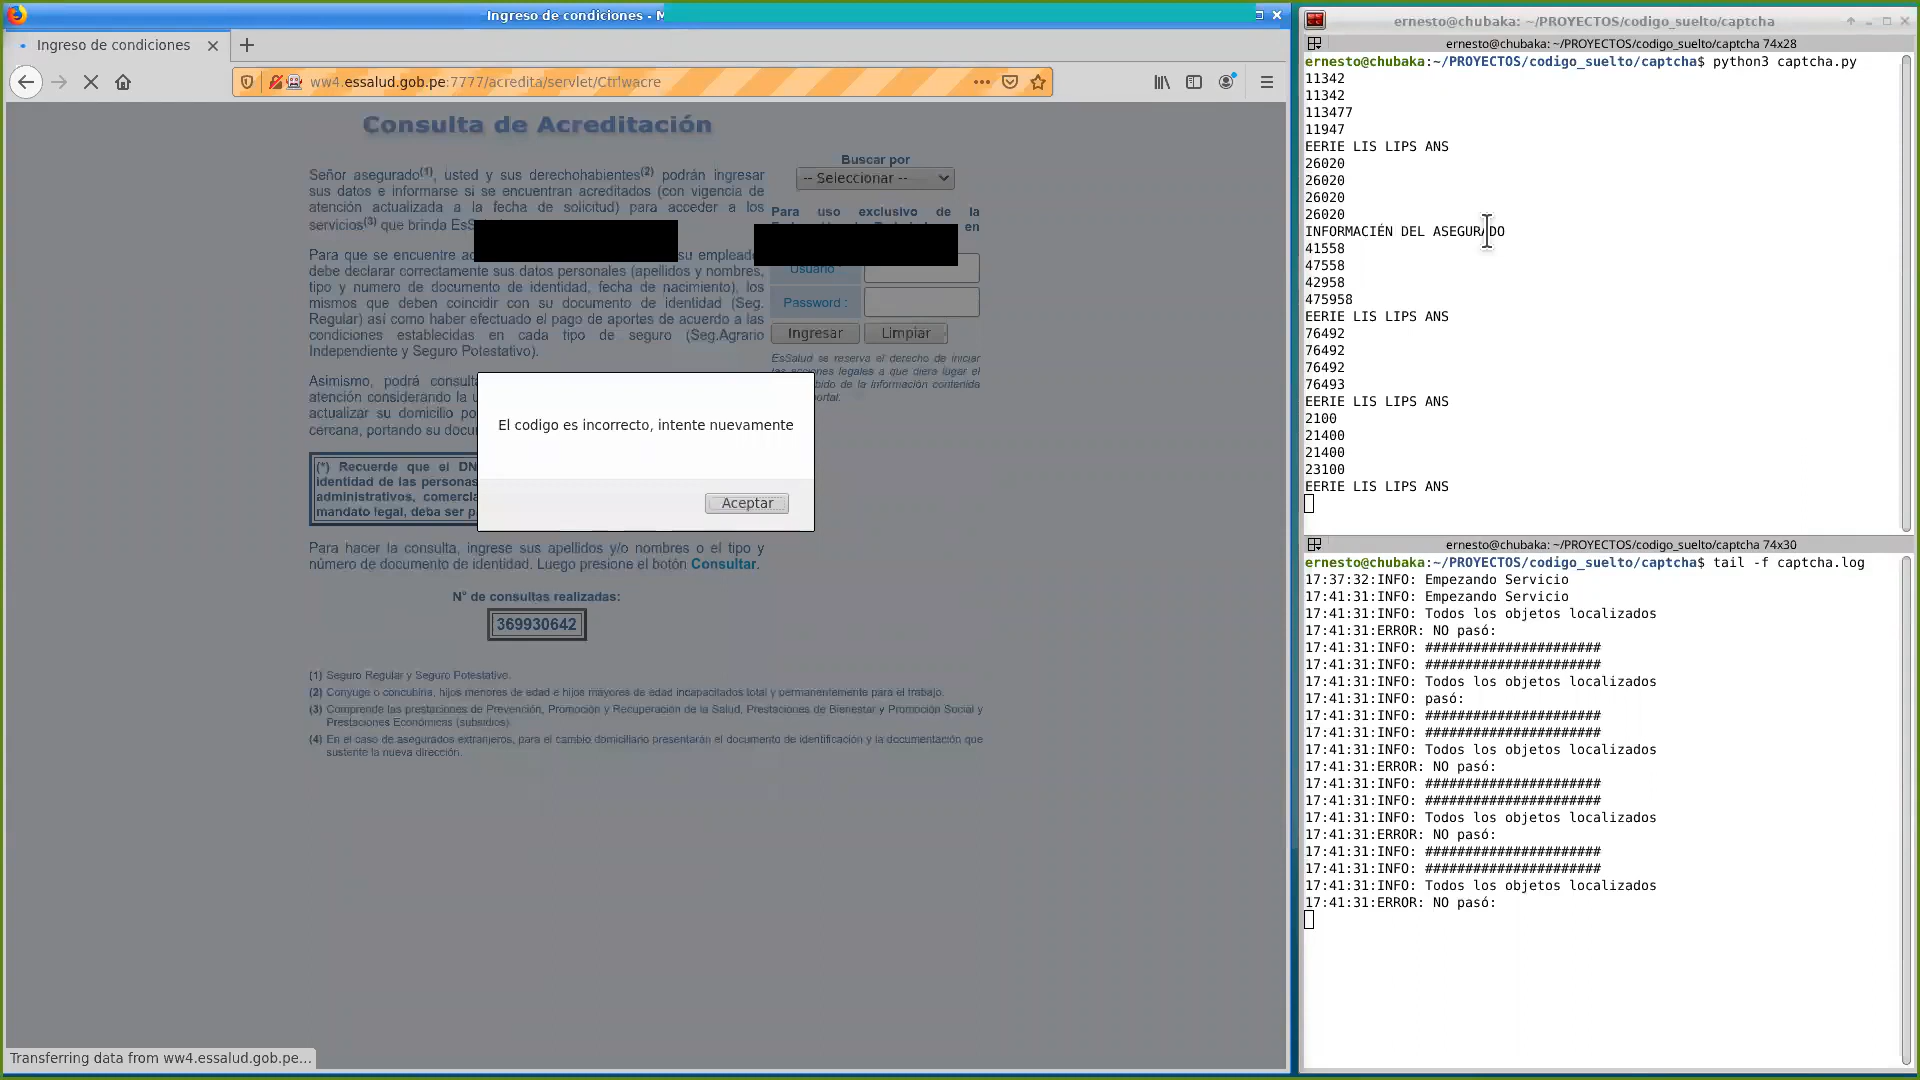 Ingreso de condiciones - M
Ingreso de condiciones
ww4.essalud.gob.pe:7777/acredita/servlet/Ctrlwacre
Consulta de Acreditación
Señor asegurado(1), usted y sus derechohabientes(2) podrán ingresar
sus datos e informarse si se encuentran acreditados (con vigencia de
atención actualizada a la fecha de solicitud) para acceder a los
servicios(3) que brinda EsS
Para que se encuentre ac
su emplead
debe declarar correctamente sus datos personales (apellidos y nombres,
tipo y numero de documento de identidad, fecha de nacimiento), los
mismos que deben coincidir con su documento de identidad (Seg.
Regular) así como haber efectuado el pago de aportes de acuerdo a las
condiciones establecidas en cada tipo de seguro (Seg.Agrario
Independiente y Seguro Potestativo).
Asimismo, podrá consulta
atención considerando la u
actualizar su domicilio po
cercana, portando su docu
(*) Recuerde que el DN
identidad de las personas
administrativos, comercia
mandato legal, deba ser p
Para hacer la consulta, ingrese sus apellidos y/o nombres o el tipo y
número de documento de identidad. Luego presione el botón Consultar.
N° de consultas realizadas:
369930642
(1) Seguro Regular y Seguro Potestativo.
(2) Conyuge o concubina, hijos menores de edad e hijos mayores de edad incapacitados total y permanentemente para el trabajo.
(3) Comprende las prestaciones de Prevención, Promoción y Recuperación de la Salud, Prestaciones de Bienestar y Promoción Social y
Prestaciones Económicas (subsidios).
(4) En el caso de asegurados extranjeros, para el cambio domiciliario presentarán el documento de identificación y la documentación que
sustente la nueva dirección.
Buscar por
-- Seleccionar --
Para uso exclusivo de la
en
Usuario
Password :
Ingresar
Limpiar
EsSalud se reserva el derecho de iniciar
las acciones legales a que diera lugar el
bido de la información contenida
portal.
El codigo es incorrecto, intente nuevamente
Aceptar
Transferring data from ww4.essalud.gob.pe...
ernesto@chubaka: ~/PROYECTOS/codigo_suelto/captcha
ernesto@chubaka: ~/PROYECTOS/codigo_suelto/captcha 74x28
ernesto@chubaka:~/PROYECTOS/codigo_suelto/captcha$ python3 captcha.py
11342
11342
113477
11947
EERIE LIS LIPS ANS
26020
26020
26020
26020
INFORMACIÉN DEL ASEGURADO
41558
47558
42958
475958
EERIE LIS LIPS ANS
76492
76492
76492
76493
EERIE LIS LIPS ANS
2100
21400
21400
23100
EERIE LIS LIPS ANS
ernesto@chubaka: ~/PROYECTOS/codigo_suelto/captcha 74x30
ernesto@chubaka:~/PROYECTOS/codigo_suelto/captcha$ tail -f captcha.log
17:37:32:INFO: Empezando Servicio
17:41:31:INFO: Empezando Servicio
17:41:31:INFO: Todos los objetos localizados
17:41:31:ERROR: NO pasó:
17:41:31:INFO: ######################
17:41:31:INFO: ######################
17:41:31:INFO: Todos los objetos localizados
17:41:31:INFO: pasó:
17:41:31:INFO: ######################
17:41:31:INFO: ######################
17:41:31:INFO: Todos los objetos localizados
17:41:31:ERROR: NO pasó:
17:41:31:INFO: ######################
17:41:31:INFO: ######################
17:41:31:INFO: Todos los objetos localizados
17:41:31:ERROR: NO pasó:
17:41:31:INFO: ######################
17:41:31:INFO: ######################
17:41:31:INFO: Todos los objetos localizados
17:41:31:ERROR: NO pasó: